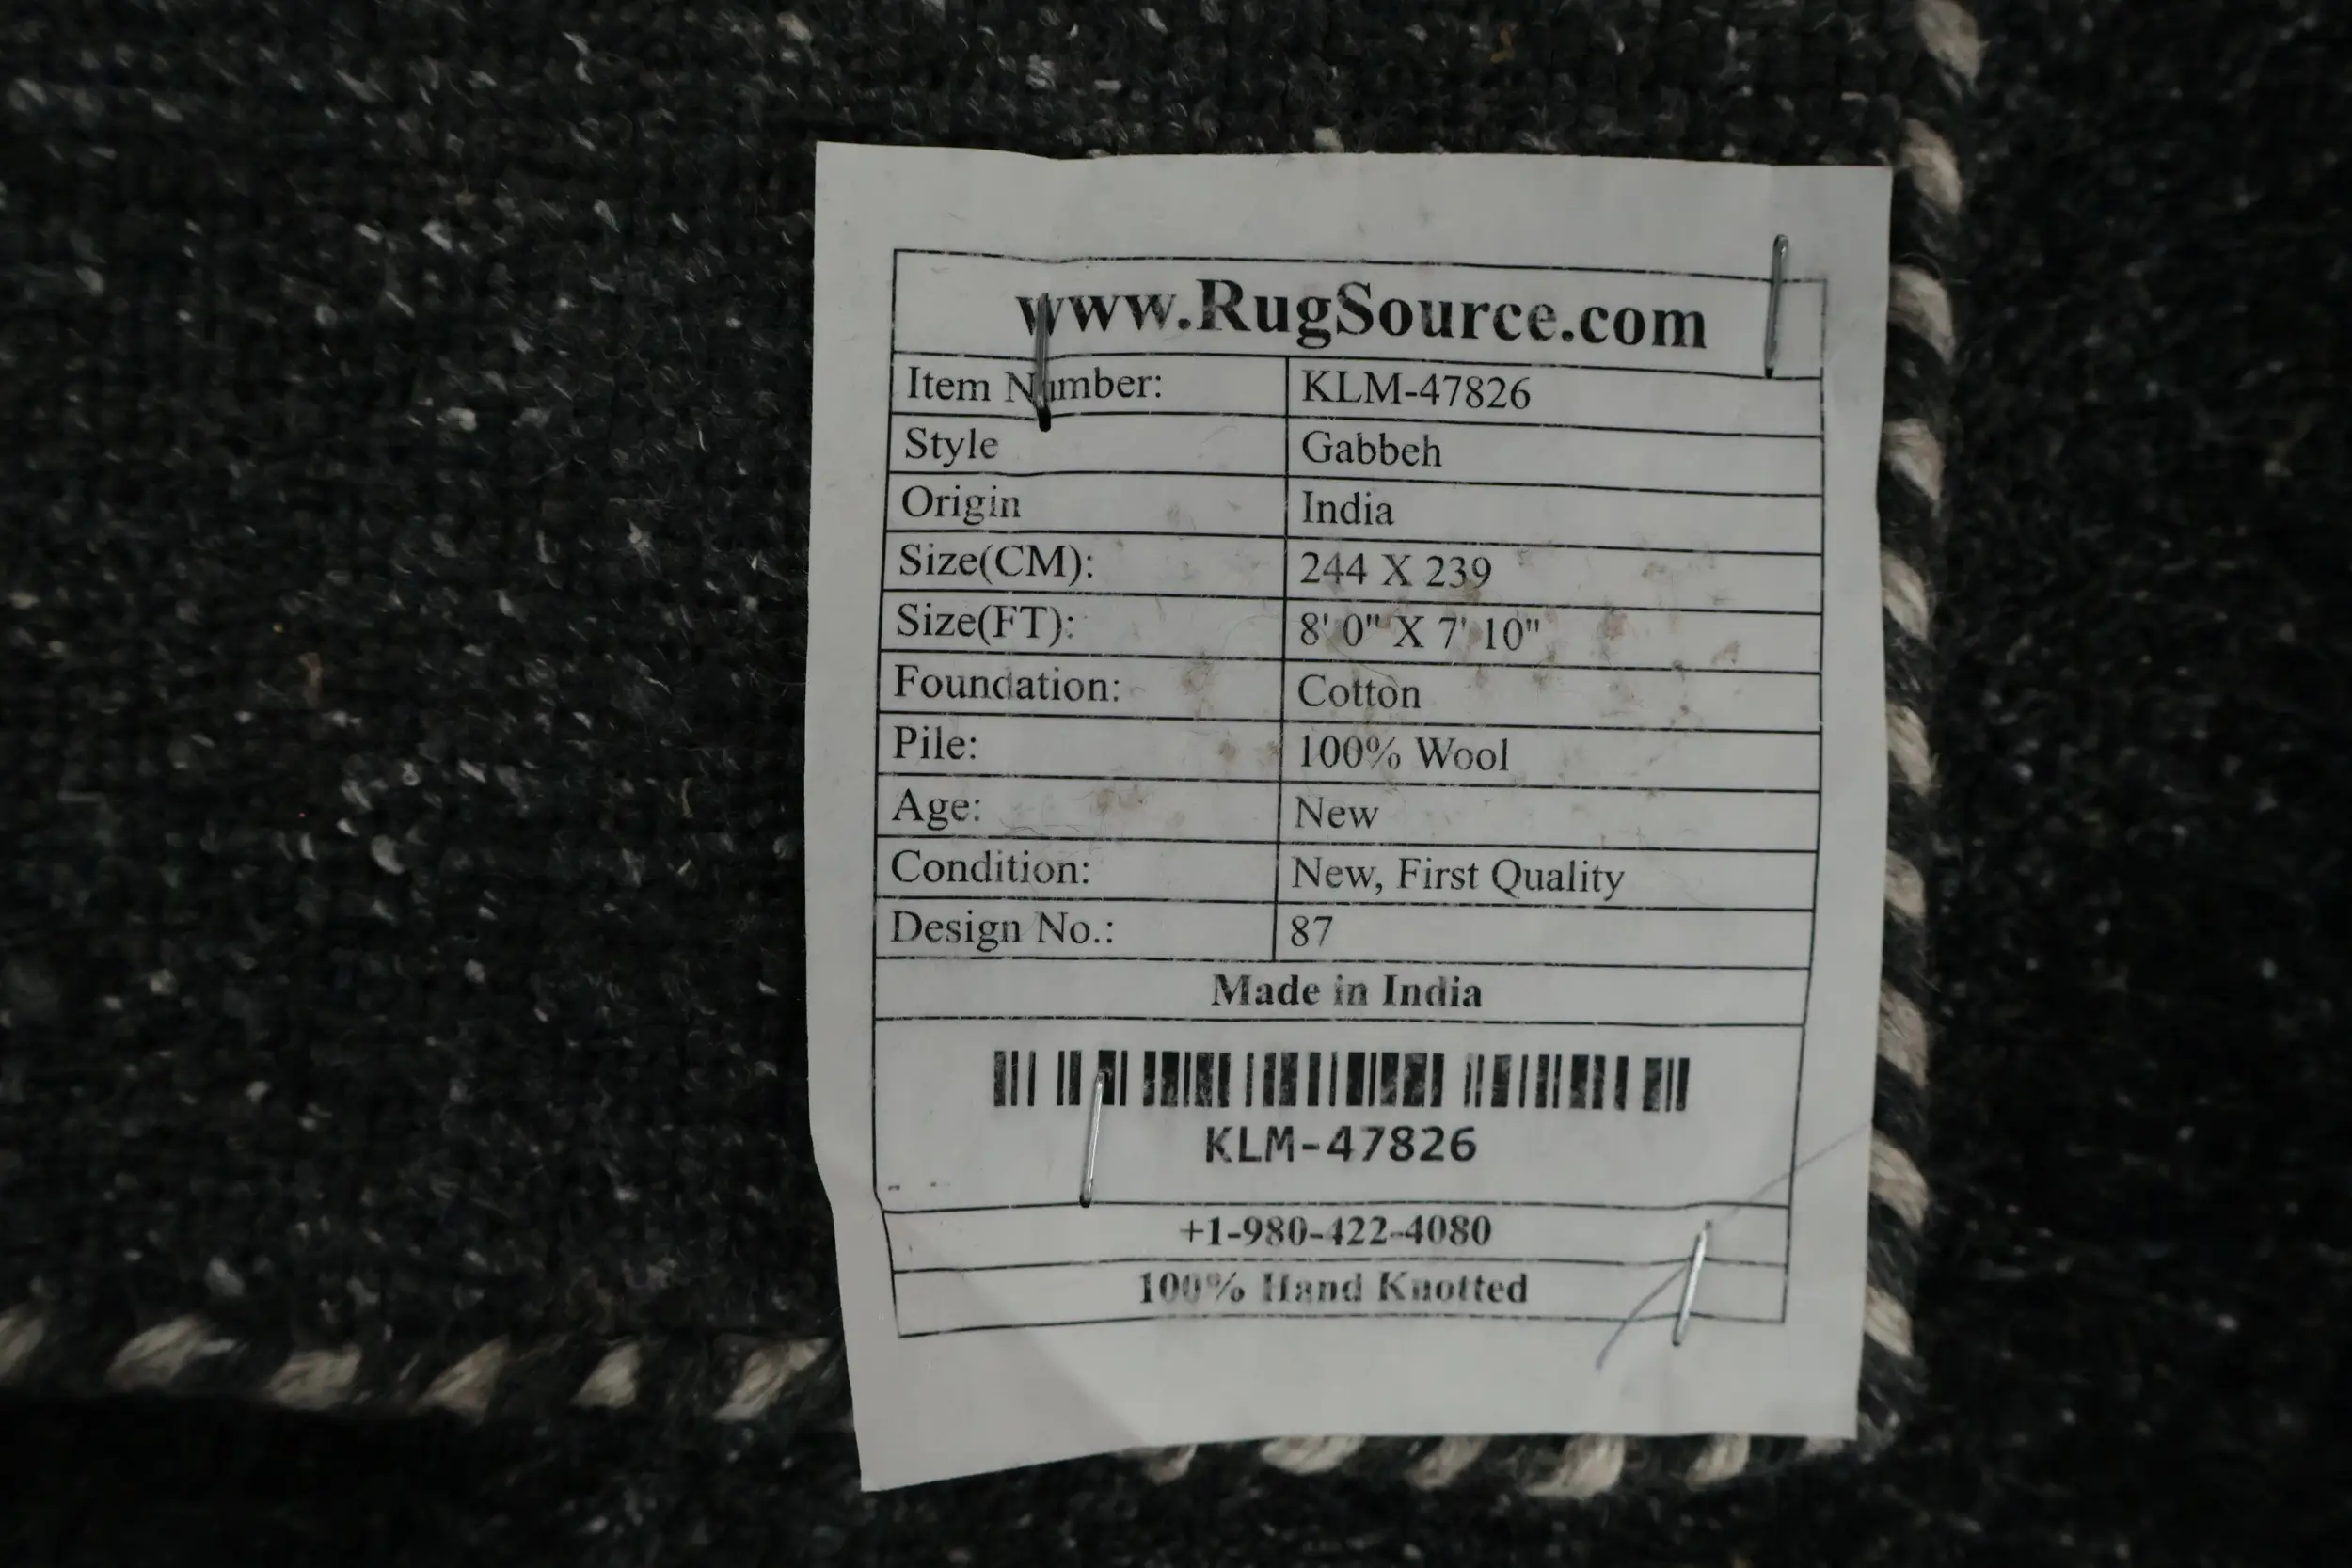 www.RugSource.com
Item Number: KLM-47826
Style Gabbeh
Origin India
Size(CM): 244 X 239
Size(FT): 8' 0" X 7' 10"
Foundation: Cotton
Pile: 100% Wool
Age: New
Condition: New, First Quality
Design No.: 87
Made in India
KLM-47826
+1-980-422-4080
100% Hand Knotted